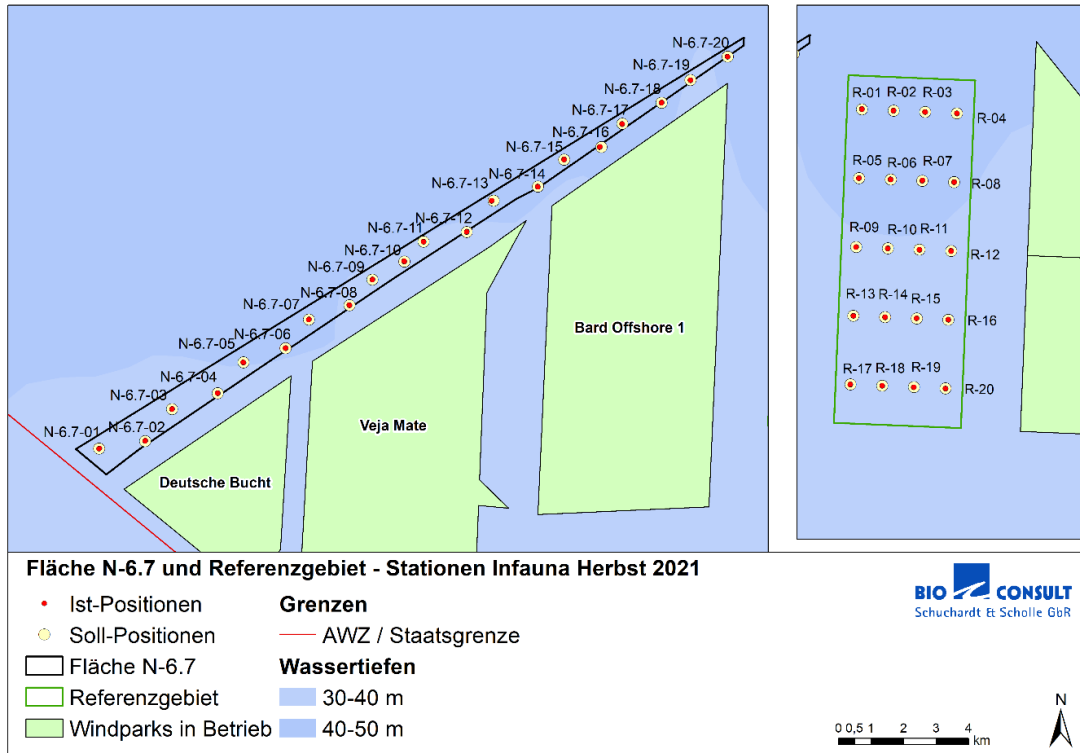 N-6.7-20
N-6.7-19
N-6.7-18
N-6.7-17
N-6.7-16
N-6.7-15
N-6.7-14
N-6.7-13
N-6.7-12
N-6.7-11
N-6.7-10
N-6.7-09
N-6.7-08
N-6.7-07
N-6.7-06
N-6.7-05
N-6.7-04
N-6.7-03
N-6.7-02
N-6.7-01
Bard Offshore 1
Veja Mate
Deutsche Bucht
R-01 R-02 R-03 R-04
R-05 R-06 R-07 R-08
R-09 R-10 R-11 R-12
R-13 R-14 R-15 R-16
R-17 R-18 R-19 R-20
Fläche N-6.7 und Referenzgebiet - Stationen Infauna Herbst 2021
Ist-Positionen
Soll-Positionen
Fläche N-6.7
Referenzgebiet
Windparks in Betrieb
Grenzen
AWZ / Staatsgrenze
Wassertiefen
30-40 m
40-50 m
BIO CONSULT
Schuchardt & Scholle GbR
N
0 0,5 1 2 3 4
km